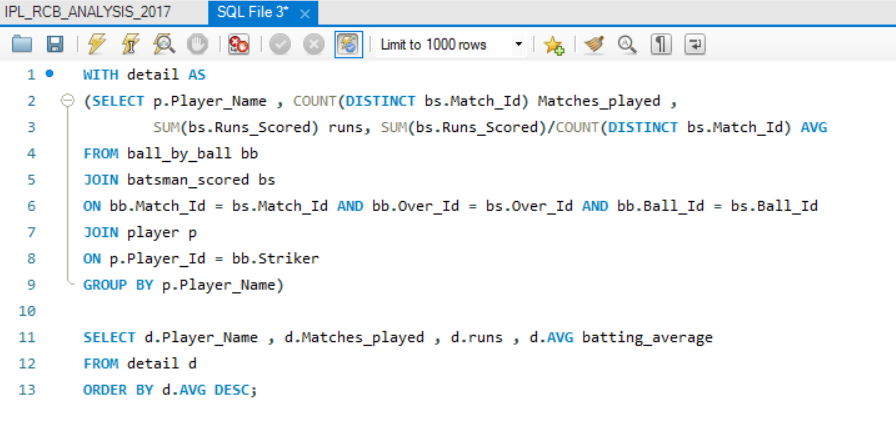 IPL_RCB_ANALYSIS_2017 SQL File 3*
Limit to 1000 rows
1 WITH detail AS
2 (SELECT p.Player_Name , COUNT(DISTINCT bs.Match_Id) Matches_played ,
3 SUM(bs.Runs_Scored) runs, SUM(bs.Runs_Scored)/COUNT(DISTINCT bs.Match_Id) AVG
4 FROM ball_by_ball bb
5 JOIN batsman_scored bs
6 ON bb.Match_Id = bs.Match_Id AND bb.Over_Id = bs.Over_Id AND bb.Ball_Id = bs.Ball_Id
7 JOIN player p
8 ON p.Player_Id = bb.Striker
9 GROUP BY p.Player_Name)
10
11 SELECT d.Player_Name , d.Matches_played , d.runs , d.AVG batting_average
12 FROM detail d
13 ORDER BY d.AVG DESC;